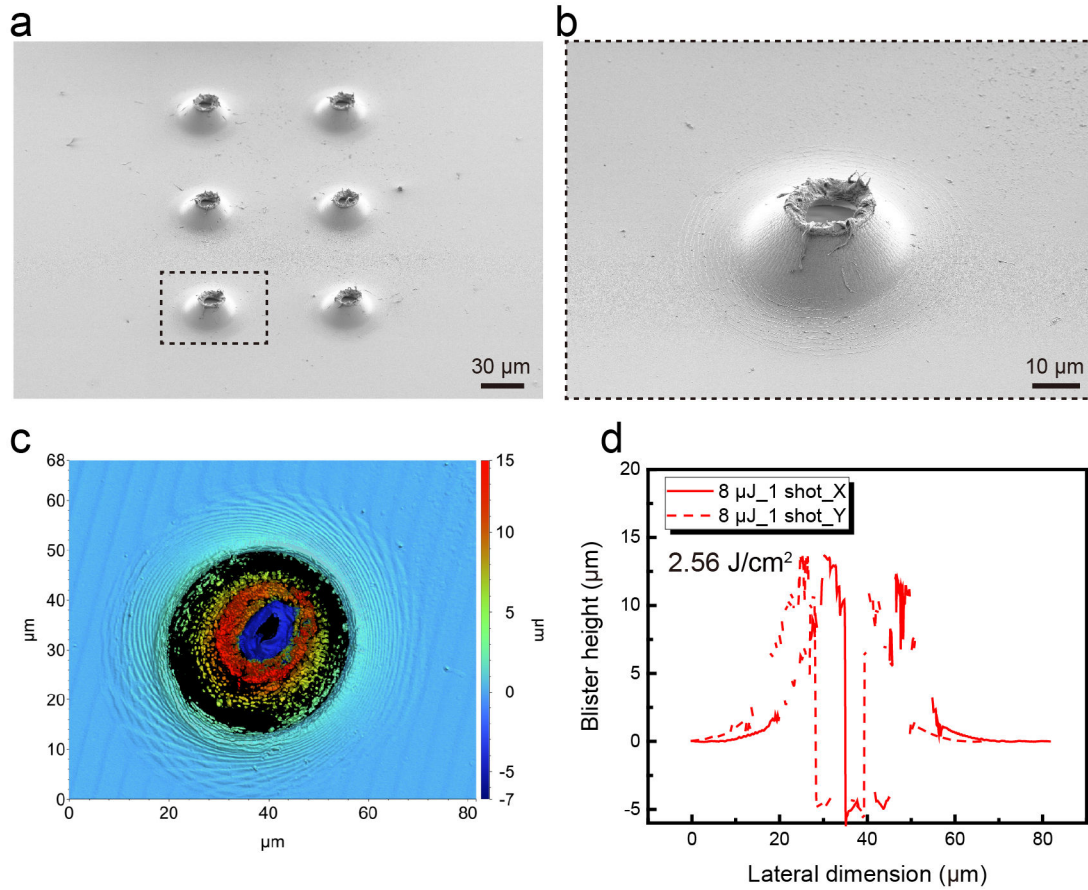 a
30 µm
b
10 µm
c
68
60
50
40
30
20
10
0
µm
0
20
40
60
80
µm
15
10
5
0
-5
-7
µm
d
20
15
10
5
0
-5
Blister height (µm)
8 µJ_1 shot_X
8 µJ_1 shot_Y
2.56 J/cm²
0
20
40
60
80
Lateral dimension (µm)